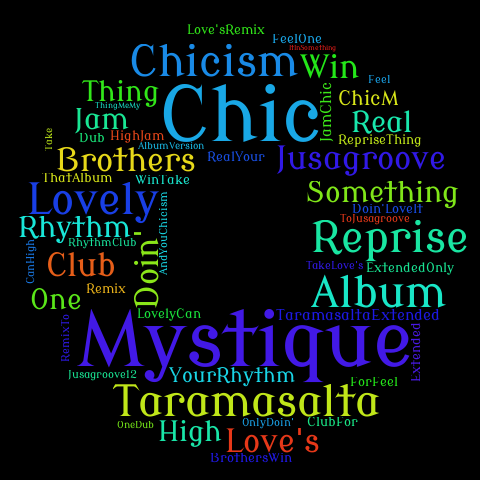 Love'sRemix
FeelOne
WinSomething
Chicism
Win
Feel
Thing
ThingMeMy
Chic
JamChic
ChicM
Jam
Real
Take
Dub
HighJam
RepriseThing
AlbumVersion
Brothers
RealYour
Jusagroove
ThatAlbum
WinTake
Lovely
Something
Doin'LoveIt
Rhythm
ToJusagroove
RhythmClub
Doin'
AndYouChicism
Reprise
CanHigh
Club
TakeLove's
ExtendedOnly
Remix
One
Album
LovelyCan
TaramasaltaExtended
RemixTo
Mystique
Extended
Jusagroove12
YourRhythm
ForFeel
Taramasalta
OneDub
High
OnlyDoin'
ClubFor
Love's
BrothersWin